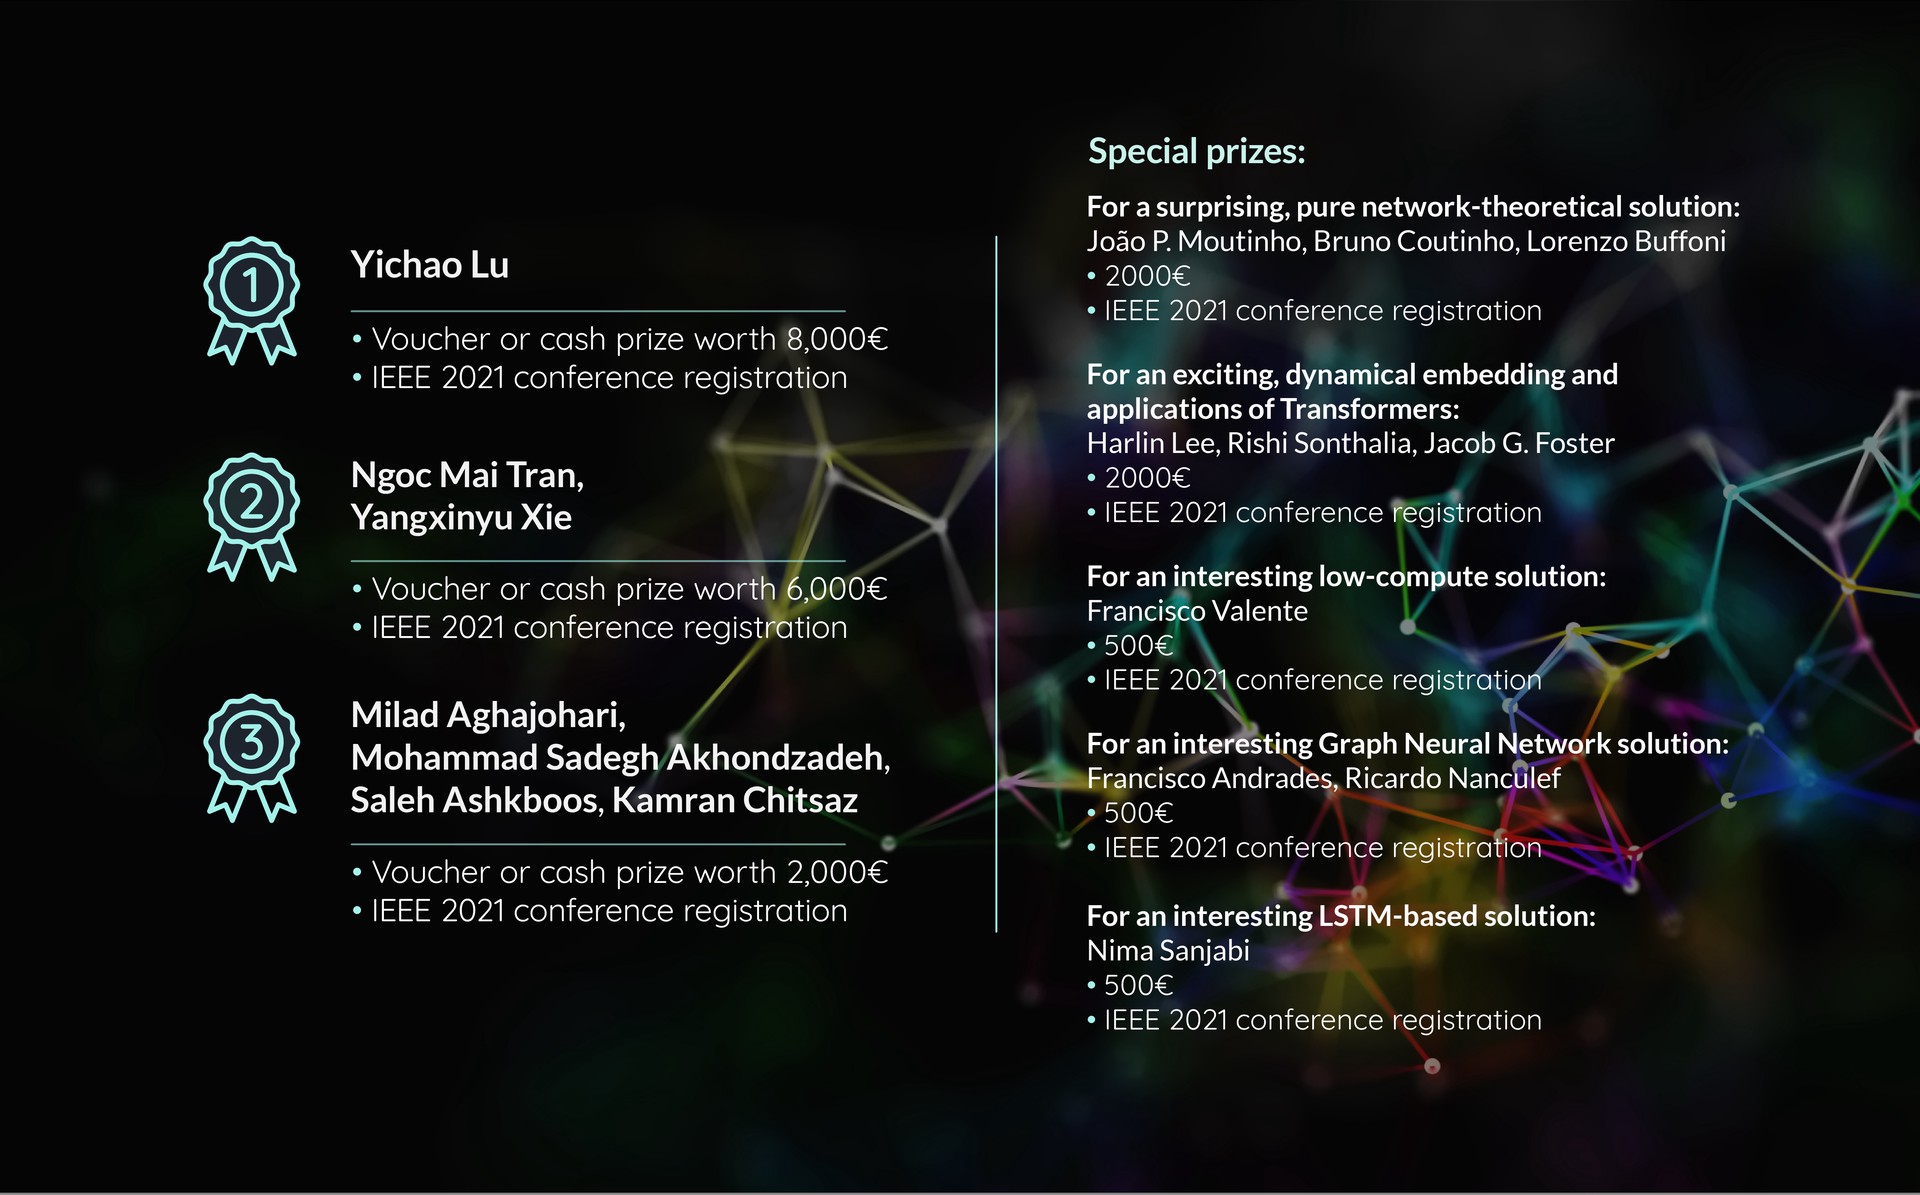 1
Yichao Lu
• Voucher or cash prize worth 8,000€
• IEEE 2021 conference registration
2
Ngoc Mai Tran,
Yangxinyu Xie
• Voucher or cash prize worth 6,000€
• IEEE 2021 conference registration
3
Milad Aghajohari,
Mohammad Sadegh Akhondzadeh,
Saleh Ashkboos, Kamran Chitsaz
• Voucher or cash prize worth 2,000€
• IEEE 2021 conference registration
Special prizes:
For a surprising, pure network-theoretical solution:
João P. Moutinho, Bruno Coutinho, Lorenzo Buffoni
• 2000€
• IEEE 2021 conference registration
For an exciting, dynamical embedding and
applications of Transformers:
Harlin Lee, Rishi Sonthalia, Jacob G. Foster
• 2000€
• IEEE 2021 conference registration
For an interesting low-compute solution:
Francisco Valente
• 500€
• IEEE 2021 conference registration
For an interesting Graph Neural Network solution:
Francisco Andrades, Ricardo Nanculef
• 500€
• IEEE 2021 conference registration
For an interesting LSTM-based solution:
Nima Sanjabi
• 500€
• IEEE 2021 conference registration